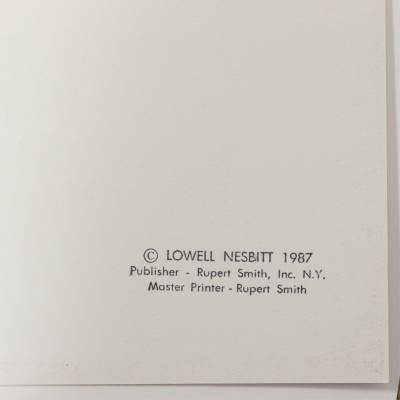 © LOWELL NESBITT 1987
Publisher - Rupert Smith, Inc. N.Y.
Master Printer - Rupert Smith